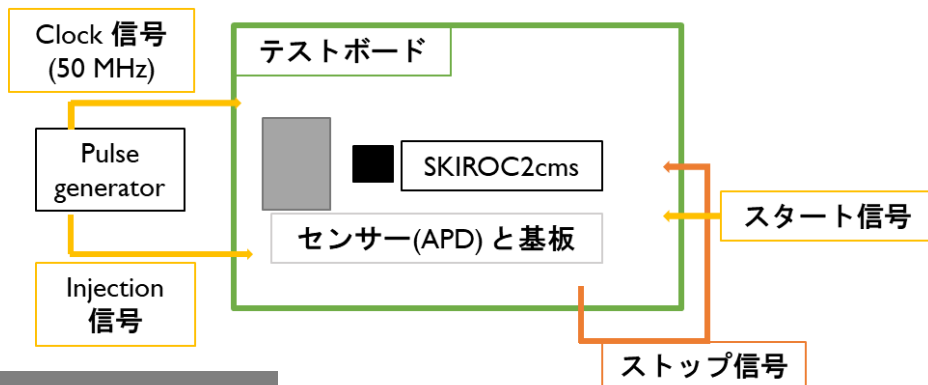 Clock 信号
(50 MHz)
テストボード
Pulse
generator
SKIROC2cms
センサー(APD) と基板
スタート信号
Injection
信号
ストップ信号